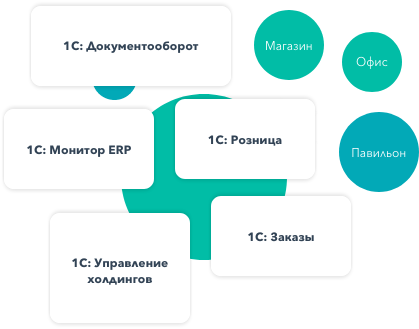 1С: Документооборот
Магазин
Офис
1С: Монитор ERP
1С: Розница
Павильон
1С: Заказы
1С: Управление
холдингов